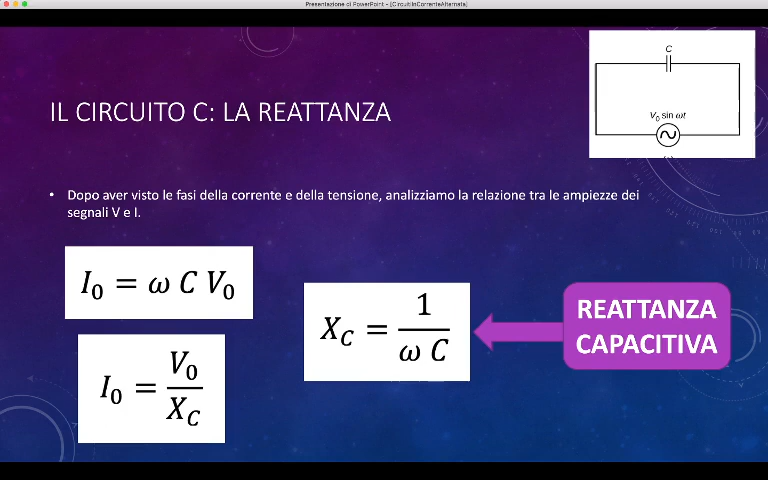 Presentazione di PowerPoint - [CircuitiInCorrenteAlternata]
C
V₀ sin ωt
IL CIRCUITO C: LA REATTANZA
• Dopo aver visto le fasi della corrente e della tensione, analizziamo la relazione tra le ampiezze dei
segnali V e I.
I₀ = ω C V₀
X_C = 1 / (ω C)
REATTANZA
CAPACITIVA
I₀ = V₀ / X_C